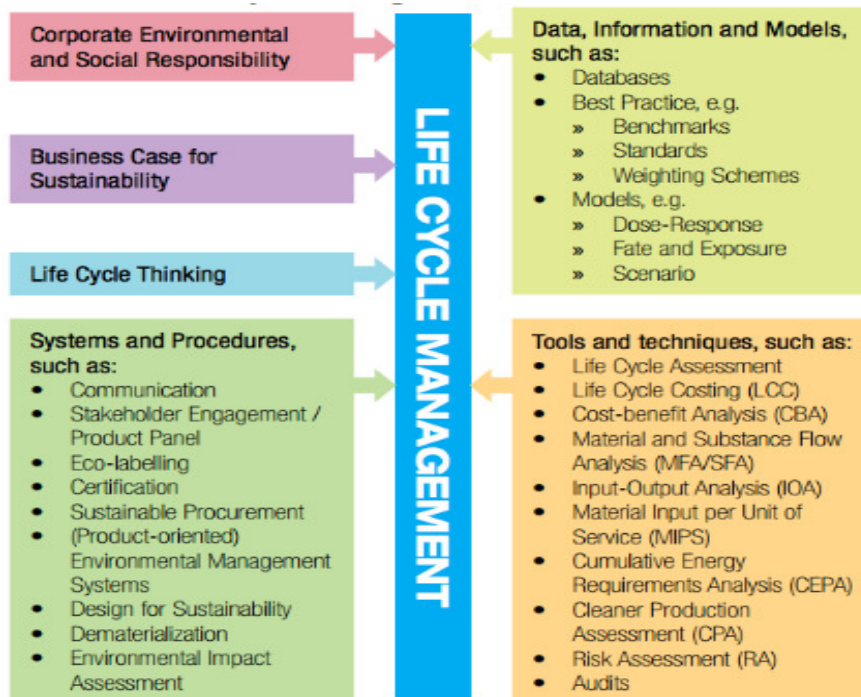 Corporate Environmental
and Social Responsibility
Business Case for
Sustainability
Life Cycle Thinking
Systems and Procedures,
such as:
• Communication
• Stakeholder Engagement /
Product Panel
• Eco-labelling
• Certification
• Sustainable Procurement
• (Product-oriented)
Environmental Management
Systems
• Design for Sustainability
• Dematerialization
• Environmental Impact
Assessment
LIFE CYCLE MANAGEMENT
Data, Information and Models,
such as:
• Databases
• Best Practice, e.g.
» Benchmarks
» Standards
» Weighting Schemes
• Models, e.g.
» Dose-Response
» Fate and Exposure
» Scenario
Tools and techniques, such as:
• Life Cycle Assessment
• Life Cycle Costing (LCC)
• Cost-benefit Analysis (CBA)
• Material and Substance Flow
Analysis (MFA/SFA)
• Input-Output Analysis (IOA)
• Material Input per Unit of
Service (MIPS)
• Cumulative Energy
Requirements Analysis (CEPA)
• Cleaner Production
Assessment (CPA)
• Risk Assessment (RA)
• Audits